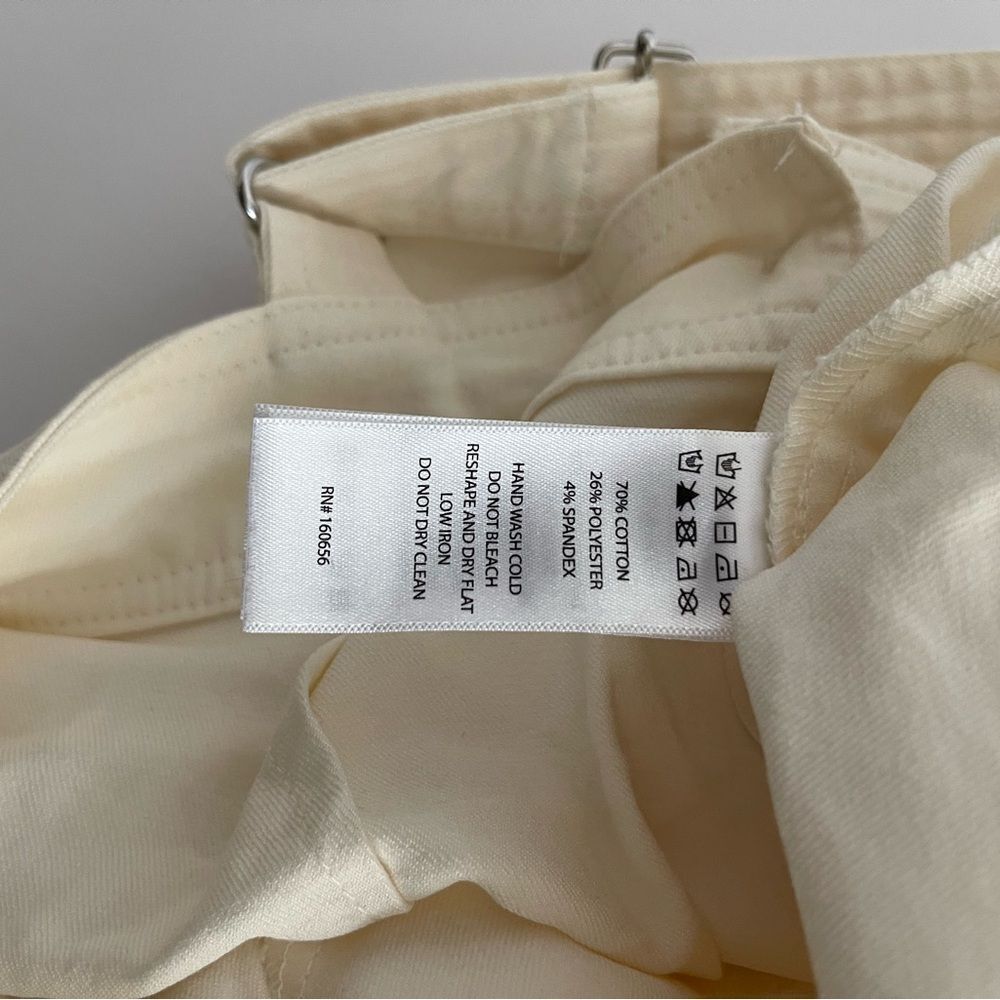 70% COTTON
26% POLYESTER
4% SPANDEX
HAND WASH COLD
DO NOT BLEACH
RESHAPE AND DRY FLAT
LOW IRON
DO NOT DRY CLEAN
RN# 160656